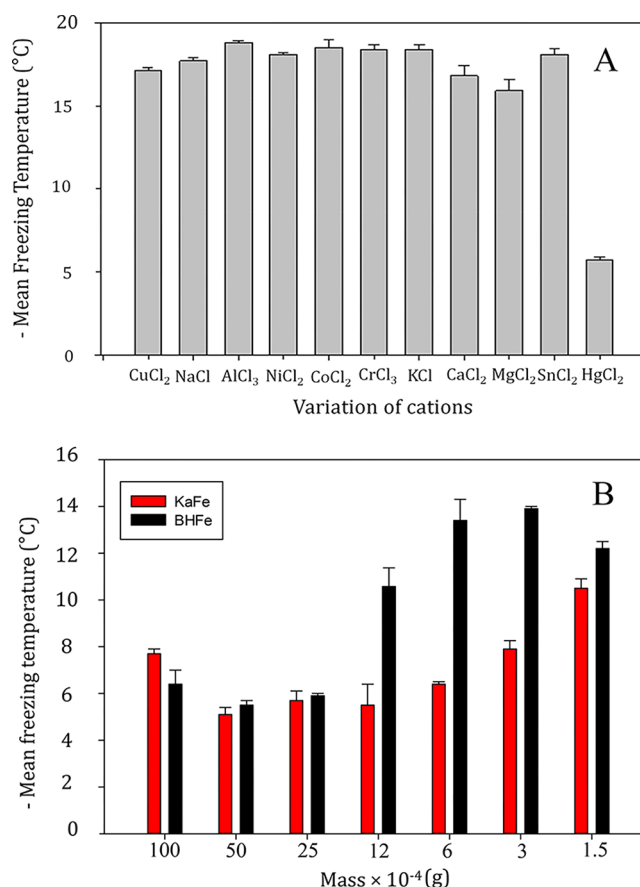 20
15
10
5
0
- Mean Freezing Temperature (°C)
A
CuCl₂ NaCl AlCl₃ NiCl₂ CoCl₂ CrCl₃ KCl CaCl₂ MgCl₂ SnCl₂ HgCl₂
Variation of cations
16
14
12
10
8
6
4
2
0
- Mean freezing temperature (°C)
KaFe
BHFe
B
100 50 25 12 6 3 1.5
Mass × 10⁻⁴ (g)